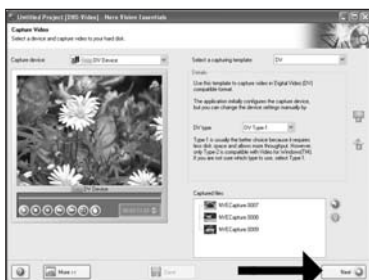 Untitled Project [DVD-Video] - Nero Vision Essentials
Capture Video
Select a device and capture video to your hard disk.
Capture device:
DV Device
Select a capturing template:
DV
Details
Use this template to capture video in Digital Video (DV) compatible format.
The application initially configures the capture device, but you can change the device settings manually by
DV type:
DV Type-1
Type-1 is usually the better choice because it requires
less disk space and allows more throughput. However,
only Type-2 is compatible with Video for Windows(TM).
If you are not sure which type to use, select Type-1.
DV Device
Captured files:
NVECapture 0007
NVECapture 0008
NVECapture 0009
More <<
Save
Next